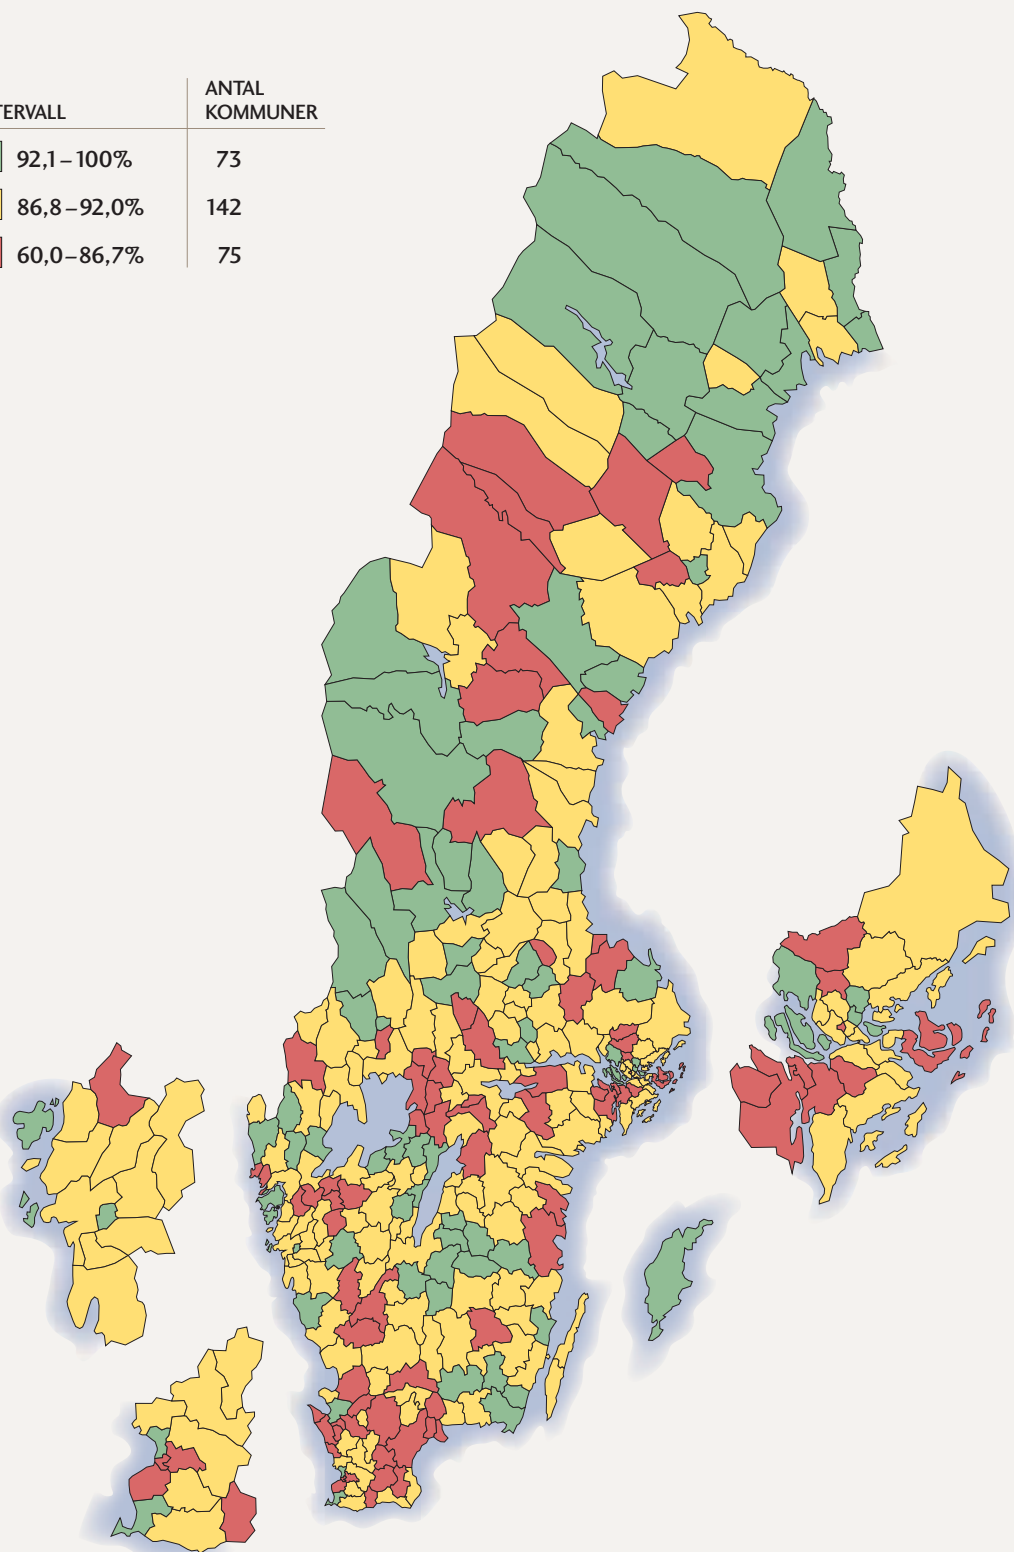 TERVALL
ANTAL
KOMMUNER
92,1–100% 73
86,8–92,0% 142
60,0–86,7% 75